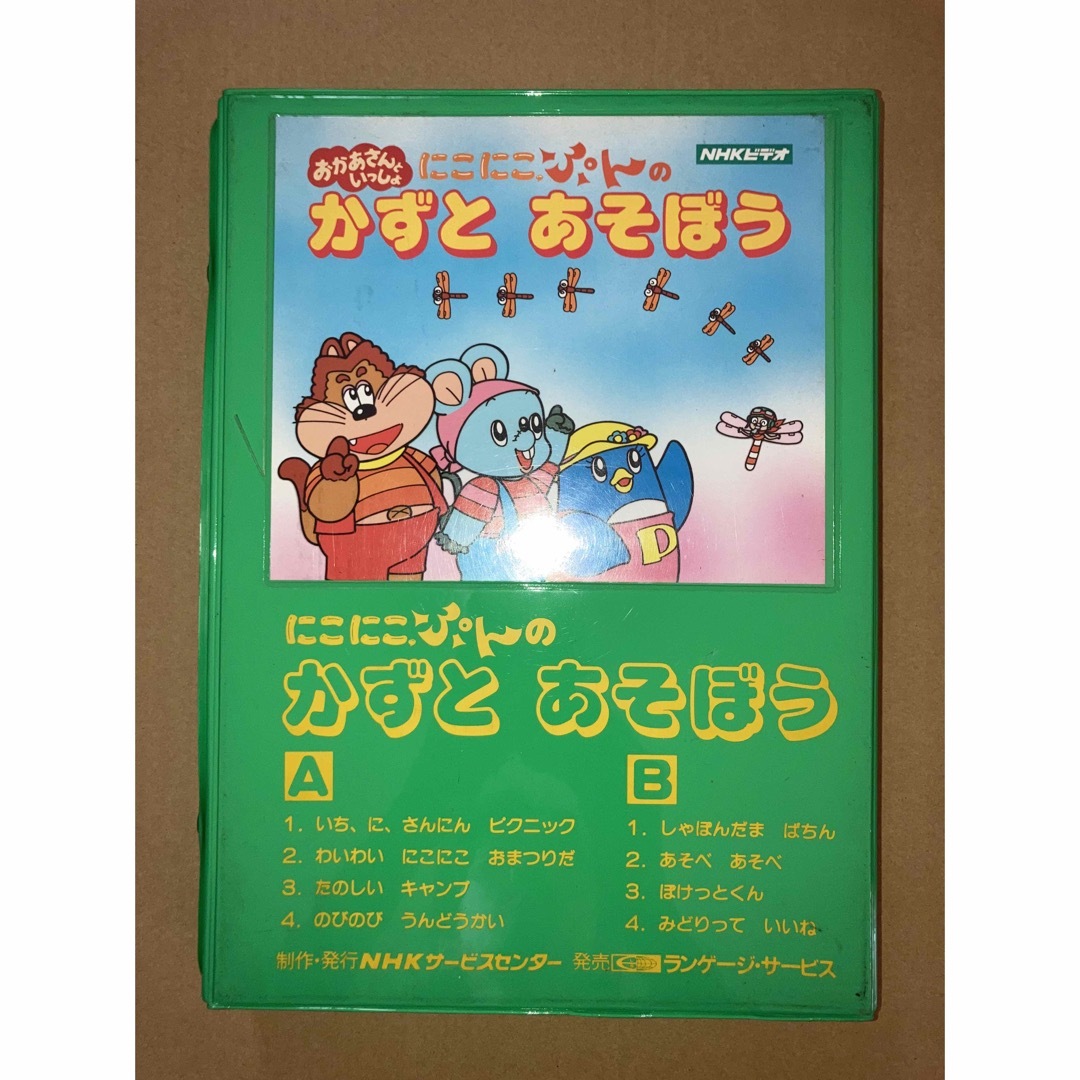 おかあさんと
いっしょ
にこにこ、ぷんの
NHKビデオ
かずと あそぼう
D
にこにこ、ぷんの
かずと あそぼう
A
1. いち、に、さんにん ピクニック
2. わいわい にこにこ おまつりだ
3. たのしい キャンプ
4. のびのび うんどうかい
B
1. しゃぼんだま ぱちん
2. あそべ あそべ
3. ぽけっとくん
4. みどりって いいね
制作・発行 NHKサービスセンター 発売 ランゲージ・サービス